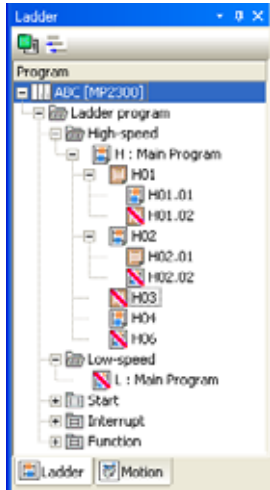 Ladder
Program
ABC [MP2300]
Ladder program
High-speed
H : Main Program
H01
H01.01
H01.02
H02
H02.01
H02.02
H03
H04
H06
Low-speed
L : Main Program
Start
Interrupt
Function
Ladder Motion